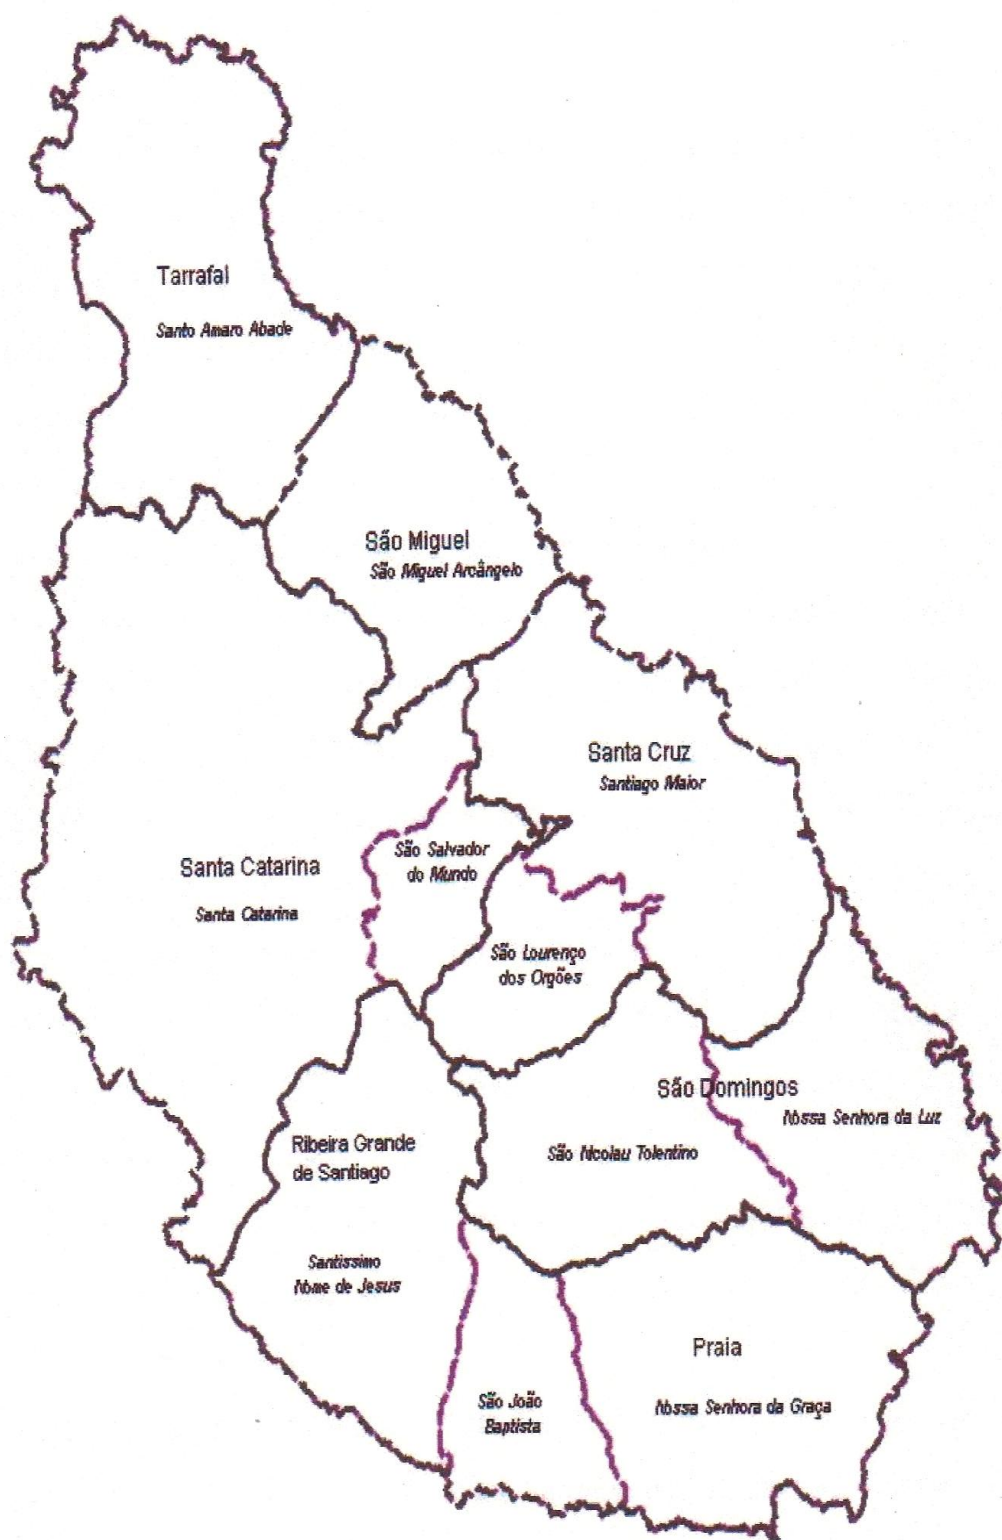 Tarrafal
Santo Amaro Abade
São Miguel
São Miguel Arcângelo
Santa Cruz
Santiago Maior
São Salvador
do Mundo
Santa Catarina
Santa Catarina
São Lourenço
dos Orgões
São Domingos
Nossa Senhora da Luz
São Nicolau Tolentino
Ribeira Grande
de Santiago
Santíssimo
Nome de Jesus
Praia
Nossa Senhora da Graça
São João
Baptista